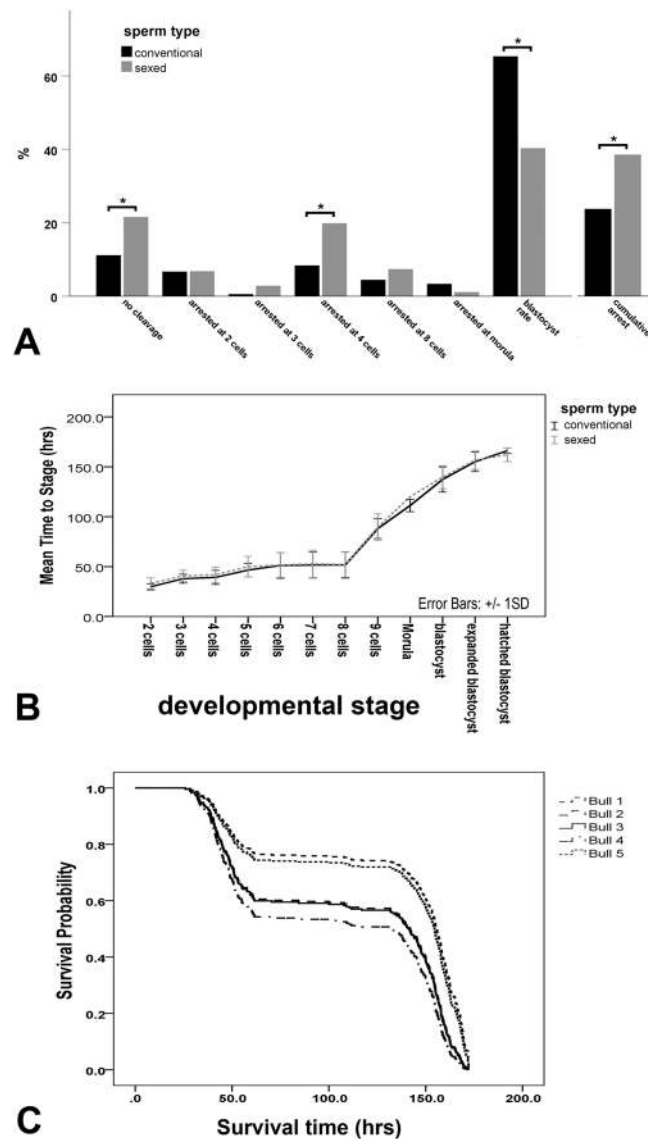 sperm type
conventional
sexed
60
40
20
0
%
*
*
*
*
no cleavage
arrested at 2 cells
arrested at 3 cells
arrested at 4 cells
arrested at 8 cells
arrested at morula
blastocyst
rate
cumulative
arrest
A
200.0
150.0
100.0
50.0
0.0
Mean Time to Stage (hrs)
sperm type
conventional
sexed
Error Bars: +/- 1SD
2 cells
3 cells
4 cells
5 cells
6 cells
7 cells
8 cells
9 cells
Morula
blastocyst
expanded blastocyst
hatched blastocyst
B
developmental stage
1.0
0.8
0.6
0.4
0.2
0.0
Survival Probability
Bull 1
Bull 2
Bull 3
Bull 4
Bull 5
.0
50.0
100.0
150.0
200.0
C
Survival time (hrs)